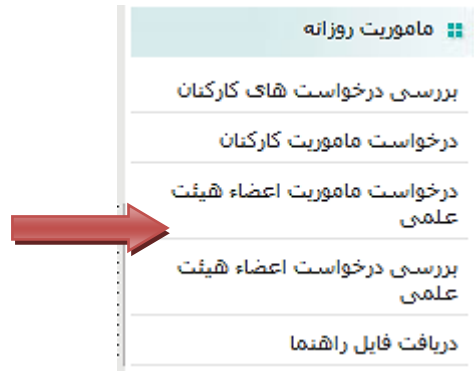 ماموریت روزانه
بررسی درخواست های کارکنان
درخواست ماموریت کارکنان
درخواست ماموریت اعضاء هیئت
علمی
بررسی درخواست اعضاء هیئت
علمی
دریافت فایل راهنما